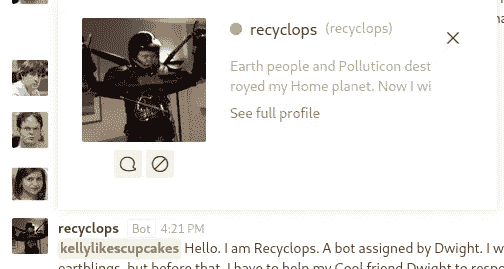 recyclops (recyclops)
Earth people and Polluticon dest
royed my Home planet. Now I wi
See full profile
recyclops Bot 4:21 PM
kellylikescupcakes Hello. I am Recyclops. A bot assigned by Dwight. I w
earthlings, but before that, I have to help my Cool friend Dwight to